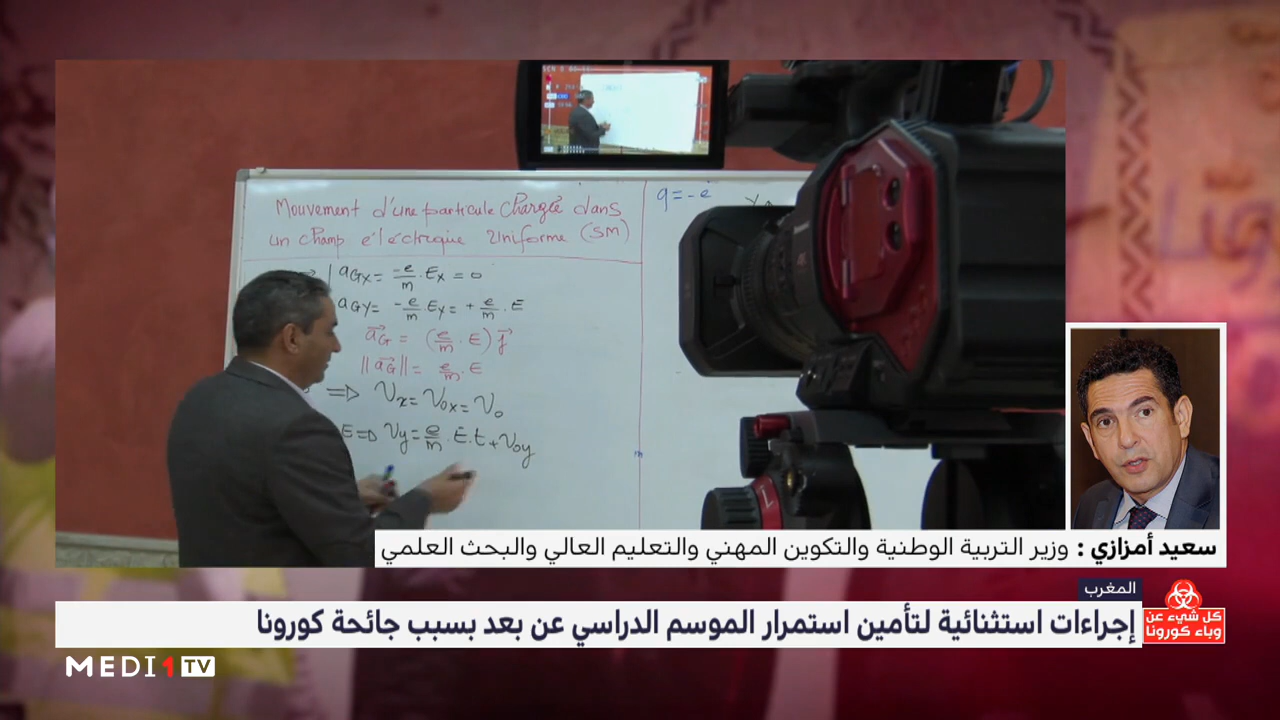 Mouvement d'une particule chargée dans
un champ électrique uniforme (SM)
q = -e
aGx = -e/m . Ex = 0
aGy = -e/m . Ey = + e/m . E
aG = (e/m . E) j
||aG|| = e/m . E
=> Vx = Vox = Vo
E => Vy = e/m . E.t + Voy
سعيد أمزازي : وزير التربية الوطنية والتكوين المهني والتعليم العالي والبحث العلمي
المغرب
إجراءات استثنائية لتأمين استمرار الموسم الدراسي عن بعد بسبب جائحة كورونا
كل شيء عن
وباء كورونا
MEDI1TV